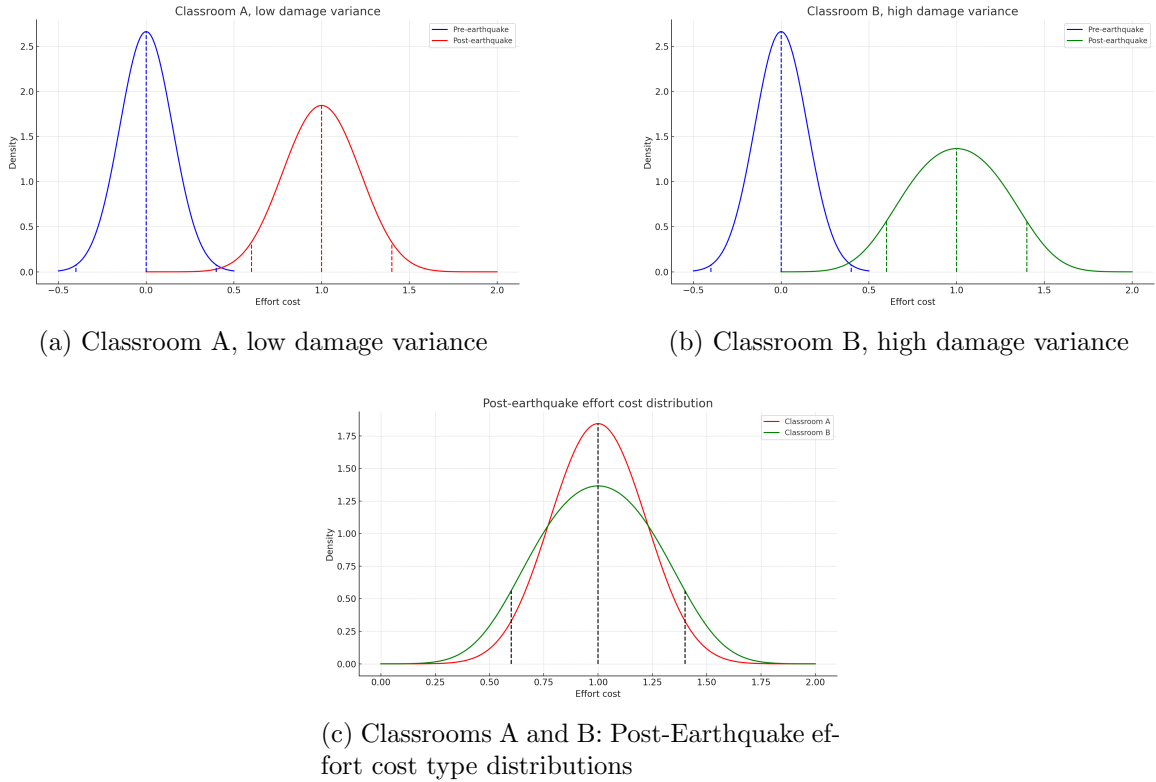 Classroom A, low damage variance
Pre-earthquake
Post-earthquake
2.5
2.0
1.5
1.0
0.5
0.0
Density
−0.5
0.0
0.5
1.0
1.5
2.0
Effort cost
(a) Classroom A, low damage variance
Classroom B, high damage variance
Pre-earthquake
Post-earthquake
2.5
2.0
1.5
1.0
0.5
0.0
Density
−0.5
0.0
0.5
1.0
1.5
2.0
Effort cost
(b) Classroom B, high damage variance
Post-earthquake effort cost distribution
Classroom A
Classroom B
1.75
1.50
1.25
1.00
0.75
0.50
0.25
0.00
Density
0.00
0.25
0.50
0.75
1.00
1.25
1.50
1.75
2.00
Effort cost
(c) Classrooms A and B: Post-Earthquake ef-
fort cost type distributions